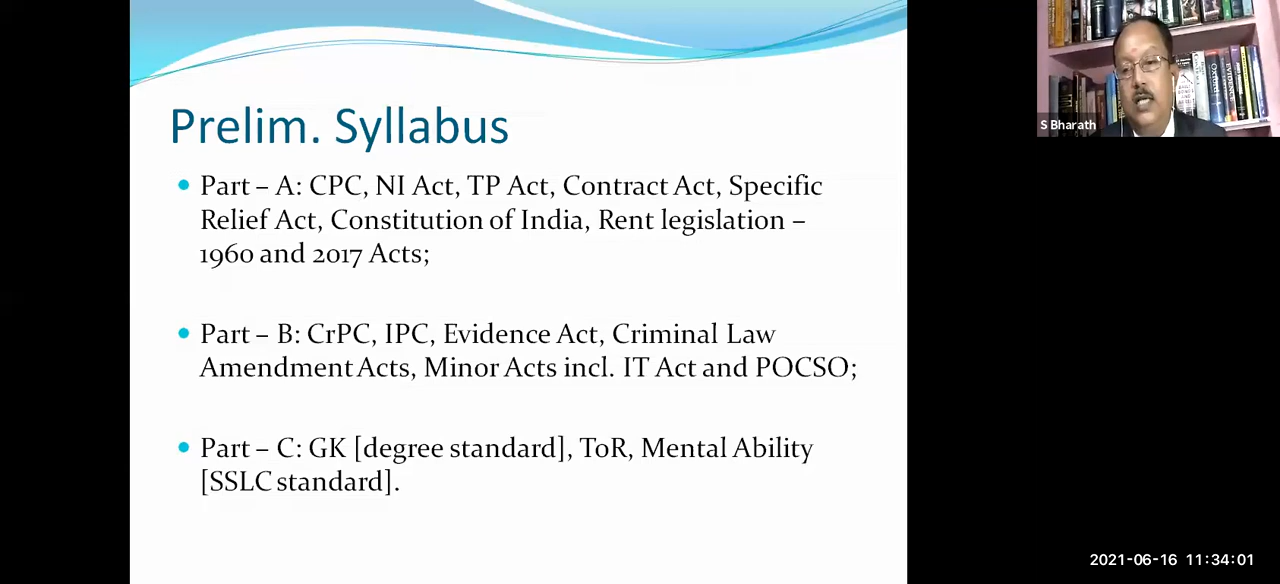 Prelim. Syllabus
Part – A: CPC, NI Act, TP Act, Contract Act, Specific
Relief Act, Constitution of India, Rent legislation –
1960 and 2017 Acts;
Part – B: CrPC, IPC, Evidence Act, Criminal Law
Amendment Acts, Minor Acts incl. IT Act and POCSO;
Part – C: GK [degree standard], ToR, Mental Ability
[SSLC standard].
S Bharath
2021-06-16 11:34:01